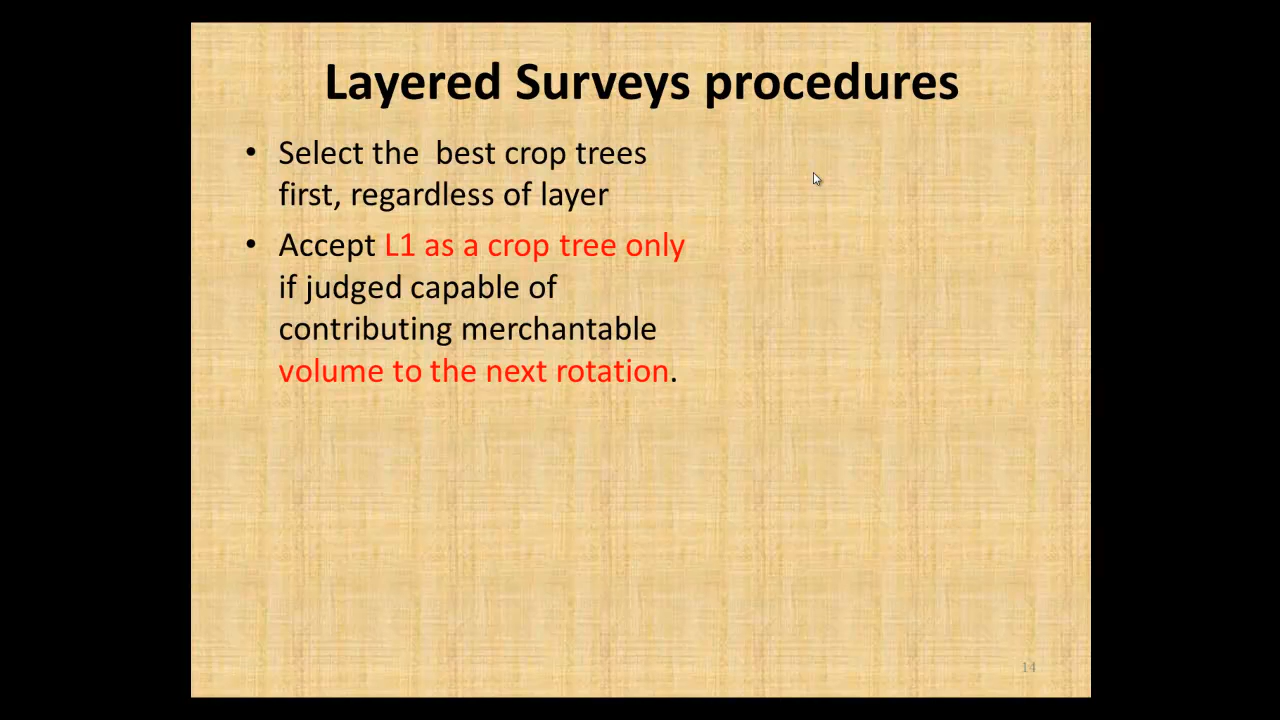 Layered Surveys procedures
• Select the  best crop trees
first, regardless of layer
• Accept L1 as a crop tree only
if judged capable of
contributing merchantable
volume to the next rotation.
14